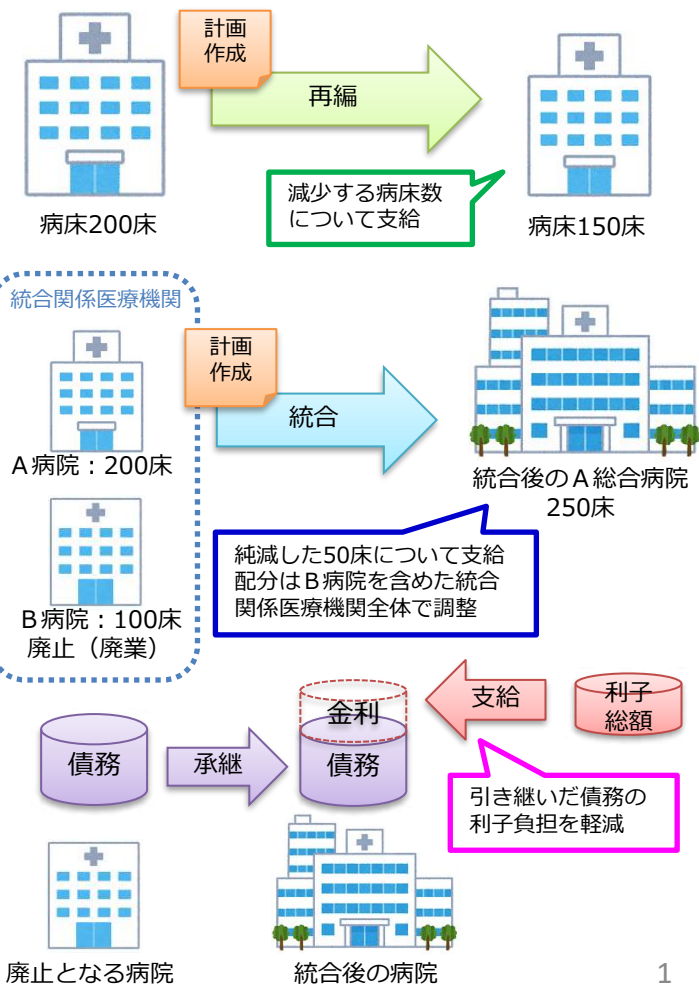 計画
作成
再編
減少する病床数
について支給
病床200床
病床150床
統合関係医療機関
計画
作成
統合
A病院：200床
統合後のA総合病院
250床
純減した50床について支給
配分はB病院を含めた統合
関係医療機関全体で調整
B病院：100床
廃止（廃業）
債務
承継
金利
債務
支給
利子
総額
引き継いだ債務の
利子負担を軽減
廃止となる病院
統合後の病院
1